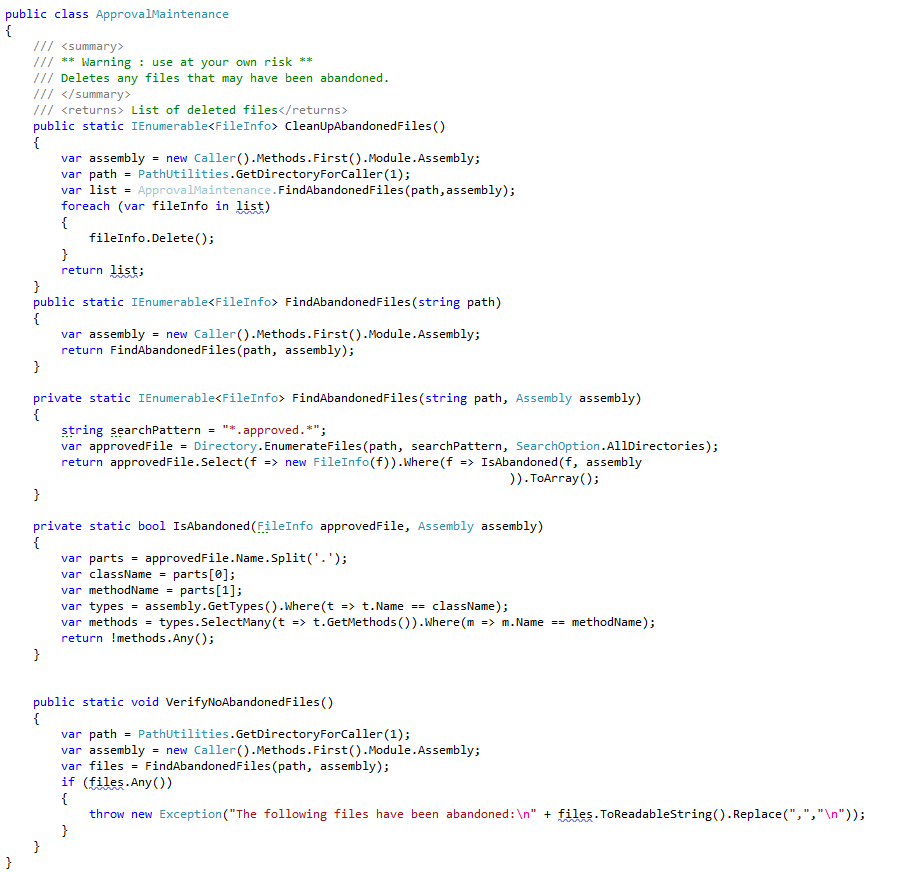 public class ApprovalMaintenance
{
    /// <summary>
    /// ** Warning : use at your own risk **
    /// Deletes any files that may have been abandoned.
    /// </summary>
    /// <returns> List of deleted files</returns>
    public static IEnumerable<FileInfo> CleanUpAbandonedFiles()
    {
        var assembly = new Caller().Methods.First().Module.Assembly;
        var path = PathUtilities.GetDirectoryForCaller(1);
        var list = ApprovalMaintenance.FindAbandonedFiles(path,assembly);
        foreach (var fileInfo in list)
        {
            fileInfo.Delete();
        }
        return list;
    }
    public static IEnumerable<FileInfo> FindAbandonedFiles(string path)
    {
        var assembly = new Caller().Methods.First().Module.Assembly;
        return FindAbandonedFiles(path, assembly);
    }

    private static IEnumerable<FileInfo> FindAbandonedFiles(string path, Assembly assembly)
    {
        string searchPattern = "*.approved.*";
        var approvedFile = Directory.EnumerateFiles(path, searchPattern, SearchOption.AllDirectories);
        return approvedFile.Select(f => new FileInfo(f)).Where(f => IsAbandoned(f, assembly
                                                                        )).ToArray();
    }

    private static bool IsAbandoned(FileInfo approvedFile, Assembly assembly)
    {
        var parts = approvedFile.Name.Split('.');
        var className = parts[0];
        var methodName = parts[1];
        var types = assembly.GetTypes().Where(t => t.Name == className);
        var methods = types.SelectMany(t => t.GetMethods()).Where(m => m.Name == methodName);
        return !methods.Any();
    }


    public static void VerifyNoAbandonedFiles()
    {
        var path = PathUtilities.GetDirectoryForCaller(1);
        var assembly = new Caller().Methods.First().Module.Assembly;
        var files = FindAbandonedFiles(path, assembly);
        if (files.Any())
        {
            throw new Exception("The following files have been abandoned:\n" + files.ToReadableString().Replace(",","\n"));
        }
    }
}